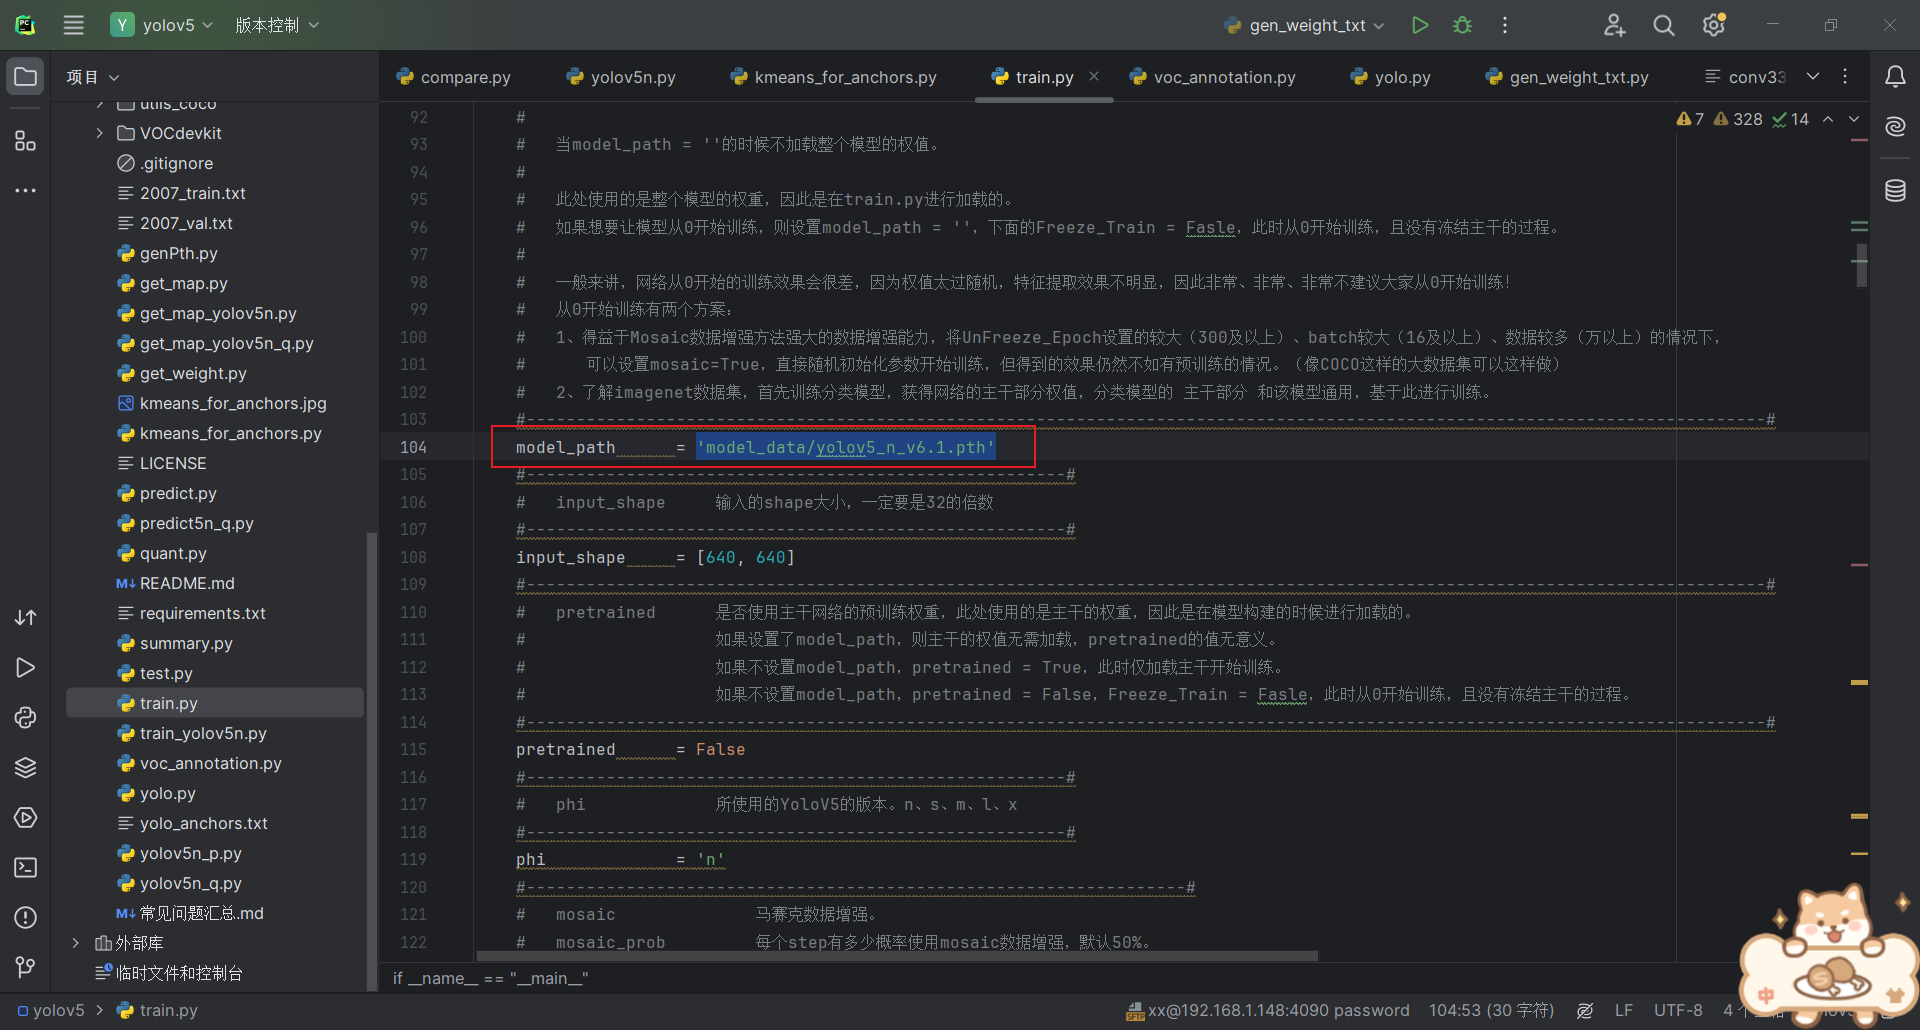 Y yolov5 版本控制 gen_weight_txt
项目
compare.py yolov5n.py kmeans_for_anchors.py train.py voc_annotation.py yolo.py gen_weight_txt.py conv33
7 328 14
utils_coco
VOCdevkit
.gitignore
2007_train.txt
2007_val.txt
genPth.py
get_map.py
get_map_yolov5n.py
get_map_yolov5n_q.py
get_weight.py
kmeans_for_anchors.jpg
kmeans_for_anchors.py
LICENSE
predict.py
predict5n_q.py
quant.py
M↓ README.md
requirements.txt
summary.py
test.py
train.py
train_yolov5n.py
voc_annotation.py
yolo.py
yolo_anchors.txt
yolov5n_p.py
yolov5n_q.py
M↓ 常见问题汇总.md
外部库
临时文件和控制台
92 #
93 # 当model_path = ''的时候不加载整个模型的权值。
94 #
95 # 此处使用的是整个模型的权重，因此是在train.py进行加载的。
96 # 如果想要让模型从0开始训练，则设置model_path = ''，下面的Freeze_Train = Fasle，此时从0开始训练，且没有冻结主干的过程。
97 #
98 # 一般来讲，网络从0开始的训练效果会很差，因为权值太过随机，特征提取效果不明显，因此非常、非常、非常不建议大家从0开始训练！
99 # 从0开始训练有两个方案：
100 # 1、得益于Mosaic数据增强方法强大的数据增强能力，将UnFreeze_Epoch设置的较大（300及以上）、batch较大（16及以上）、数据较多（万以上）的情况下，
101 # 可以设置mosaic=True，直接随机初始化参数开始训练，但得到的效果仍然不如有预训练的情况。（像COCO这样的大数据集可以这样做）
102 # 2、了解imagenet数据集，首先训练分类模型，获得网络的主干部分权值，分类模型的 主干部分 和该模型通用，基于此进行训练。
103 #----------------------------------------------------------------------------------------------------------------------------#
104 model_path = 'model_data/yolov5_n_v6.1.pth'
105 #------------------------------------------------------#
106 # input_shape 输入的shape大小，一定要是32的倍数
107 #------------------------------------------------------#
108 input_shape = [640, 640]
109 #----------------------------------------------------------------------------------------------------------------------------#
110 # pretrained 是否使用主干网络的预训练权重，此处使用的是主干的权重，因此是在模型构建的时候进行加载的。
111 # 如果设置了model_path，则主干的权值无需加载，pretrained的值无意义。
112 # 如果不设置model_path，pretrained = True，此时仅加载主干开始训练。
113 # 如果不设置model_path，pretrained = False，Freeze_Train = Fasle，此时从0开始训练，且没有冻结主干的过程。
114 #----------------------------------------------------------------------------------------------------------------------------#
115 pretrained = False
116 #------------------------------------------------------#
117 # phi 所使用的YoloV5的版本。n、s、m、l、x
118 #------------------------------------------------------#
119 phi = 'n'
120 #------------------------------------------------------------------#
121 # mosaic 马赛克数据增强。
122 # mosaic_prob 每个step有多少概率使用mosaic数据增强，默认50%。
if __name__ == "__main__"
yolov5 > train.py
SFTP xx@192.168.1.148:4090 password 104:53 (30 字符) LF UTF-8 4
中